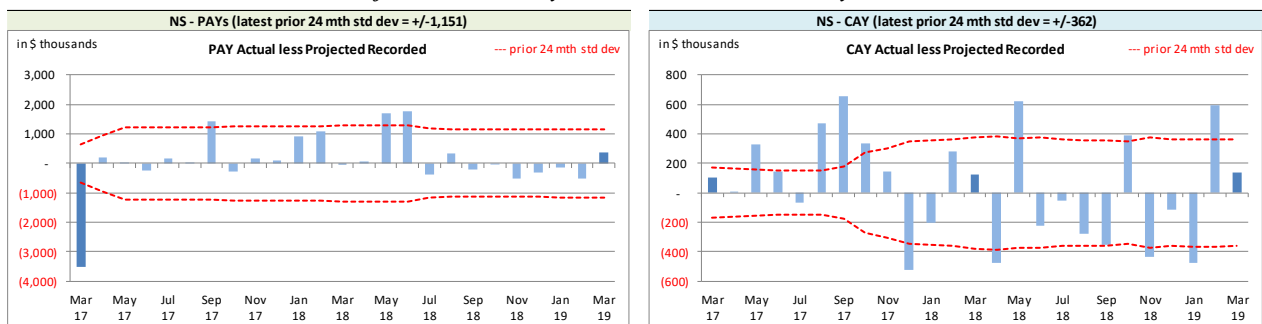 NS - PAYs (latest prior 24 mth std dev = +/-1,151)
in $ thousands
PAY Actual less Projected Recorded
--- prior 24 mth std dev
3,000
2,000
1,000
-
(1,000)
(2,000)
(3,000)
(4,000)
Mar 17
May 17
Jul 17
Sep 17
Nov 17
Jan 18
Mar 18
May 18
Jul 18
Sep 18
Nov 18
Jan 19
Mar 19
NS - CAY (latest prior 24 mth std dev = +/-362)
in $ thousands
CAY Actual less Projected Recorded
--- prior 24 mth std dev
800
600
400
200
-
(200)
(400)
(600)
Mar 17
May 17
Jul 17
Sep 17
Nov 17
Jan 18
Mar 18
May 18
Jul 18
Sep 18
Nov 18
Jan 19
Mar 19